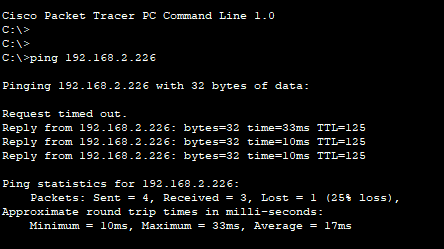 Cisco Packet Tracer PC Command Line 1.0
C:\>
C:\>
C:\>ping 192.168.2.226
Pinging 192.168.2.226 with 32 bytes of data:
Request timed out.
Reply from 192.168.2.226: bytes=32 time=33ms TTL=125
Reply from 192.168.2.226: bytes=32 time=10ms TTL=125
Reply from 192.168.2.226: bytes=32 time=10ms TTL=125
Ping statistics for 192.168.2.226:
Packets: Sent = 4, Received = 3, Lost = 1 (25% loss),
Approximate round trip times in milli-seconds:
Minimum = 10ms, Maximum = 33ms, Average = 17ms